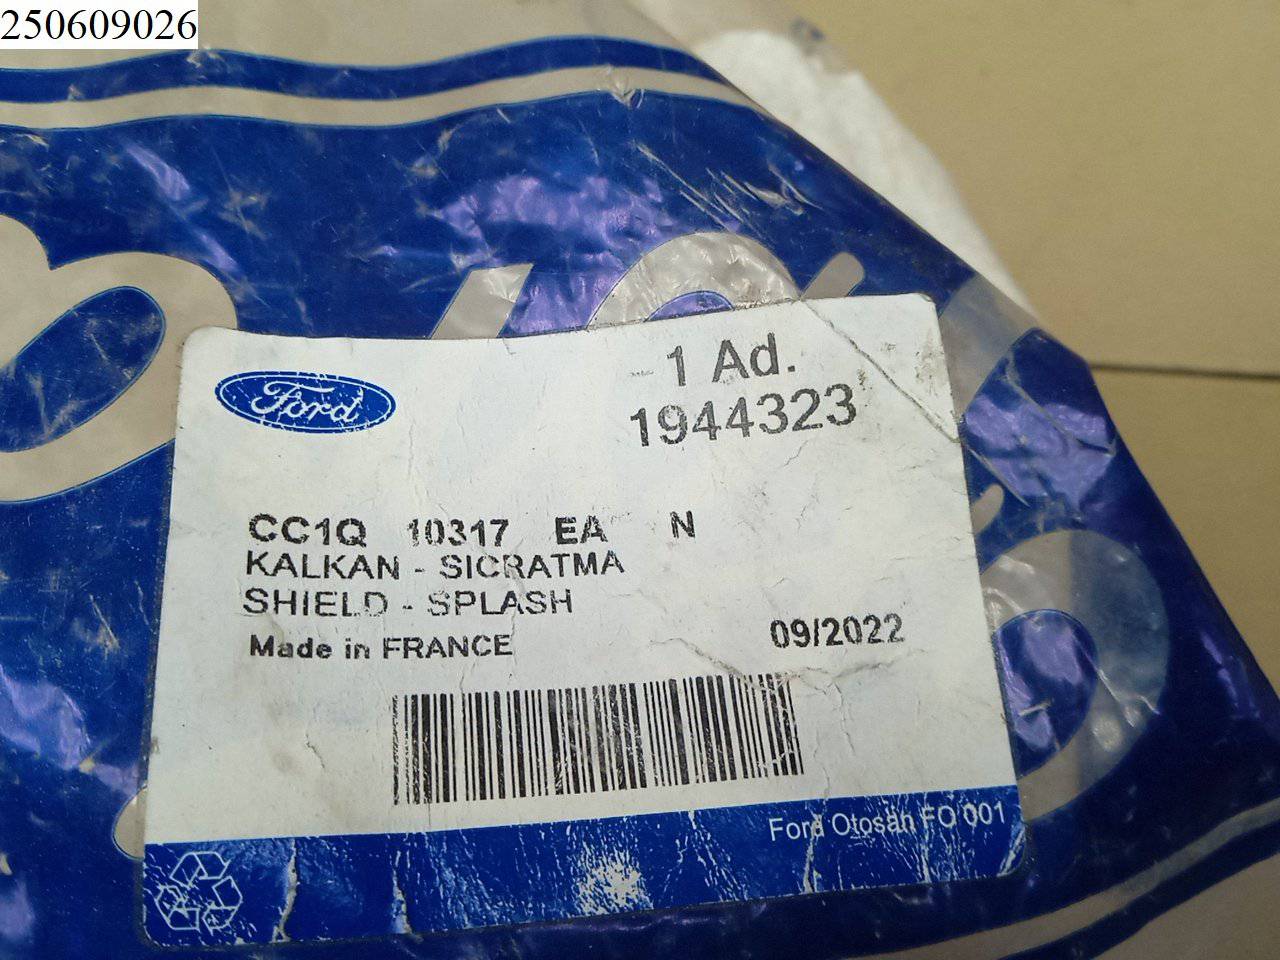 250609026
Ford
1 Ad.
1944323
CC1Q 10317 EA N
KALKAN - SICRATMA
SHIELD - SPLASH
Made in FRANCE
09/2022
Ford Otosan FO 001